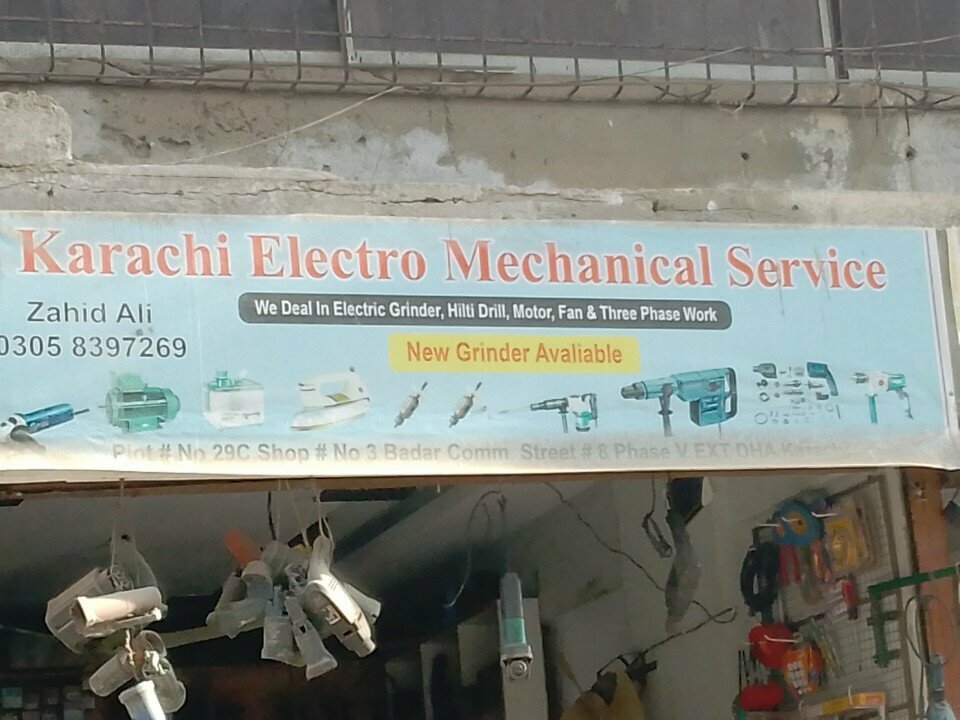 Karachi Electro Mechanical Service
Zahid Ali
0305 8397269
We Deal In Electric Grinder, Hilti Drill, Motor, Fan & Three Phase Work
New Grinder Avaliable
Plot # No 29C Shop # No 3 Badar Comm Street # 8 Phase V EXT DHA Karachi